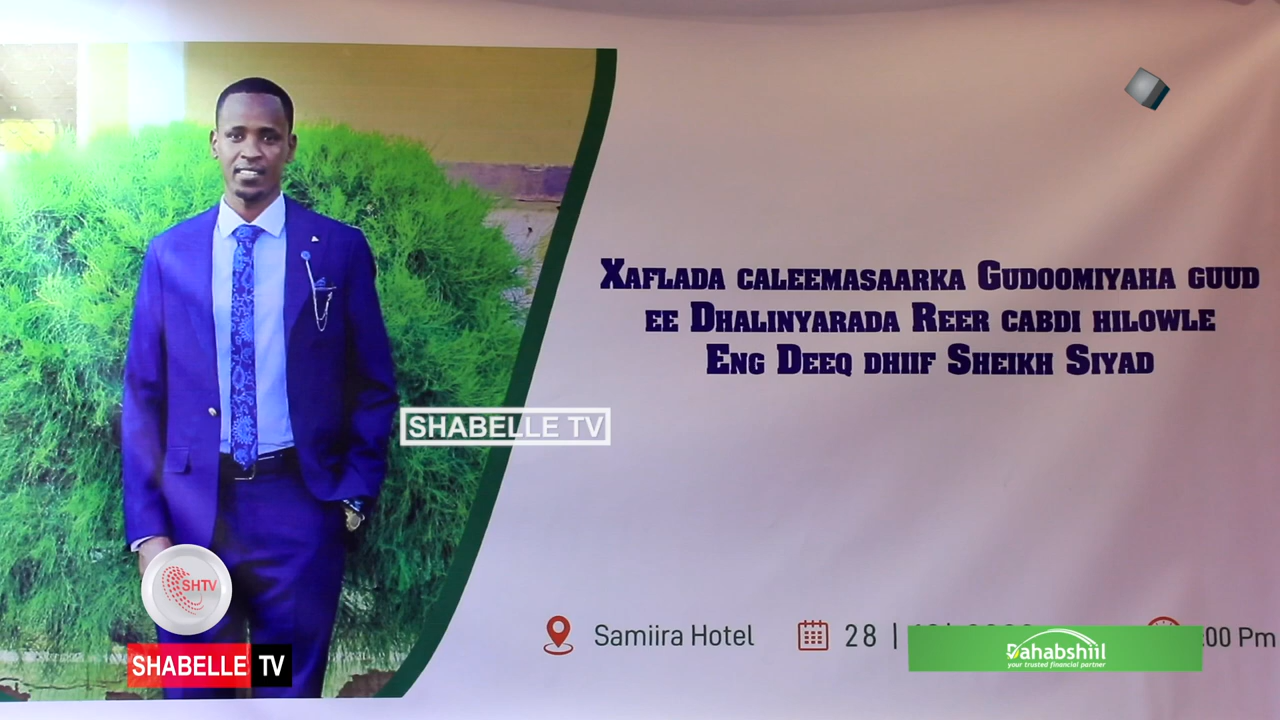 Xaflada caleemasaarka Gudoomiyaha guud
ee Dhalinyarada Reer cabdi hilowle
Eng Deeq dhiif Sheikh Siyad
SHABELLE TV
SHTV
SHABELLE TV
Samiira Hotel
28 |
:00 Pm
Dahabshiil
your trusted financial partner